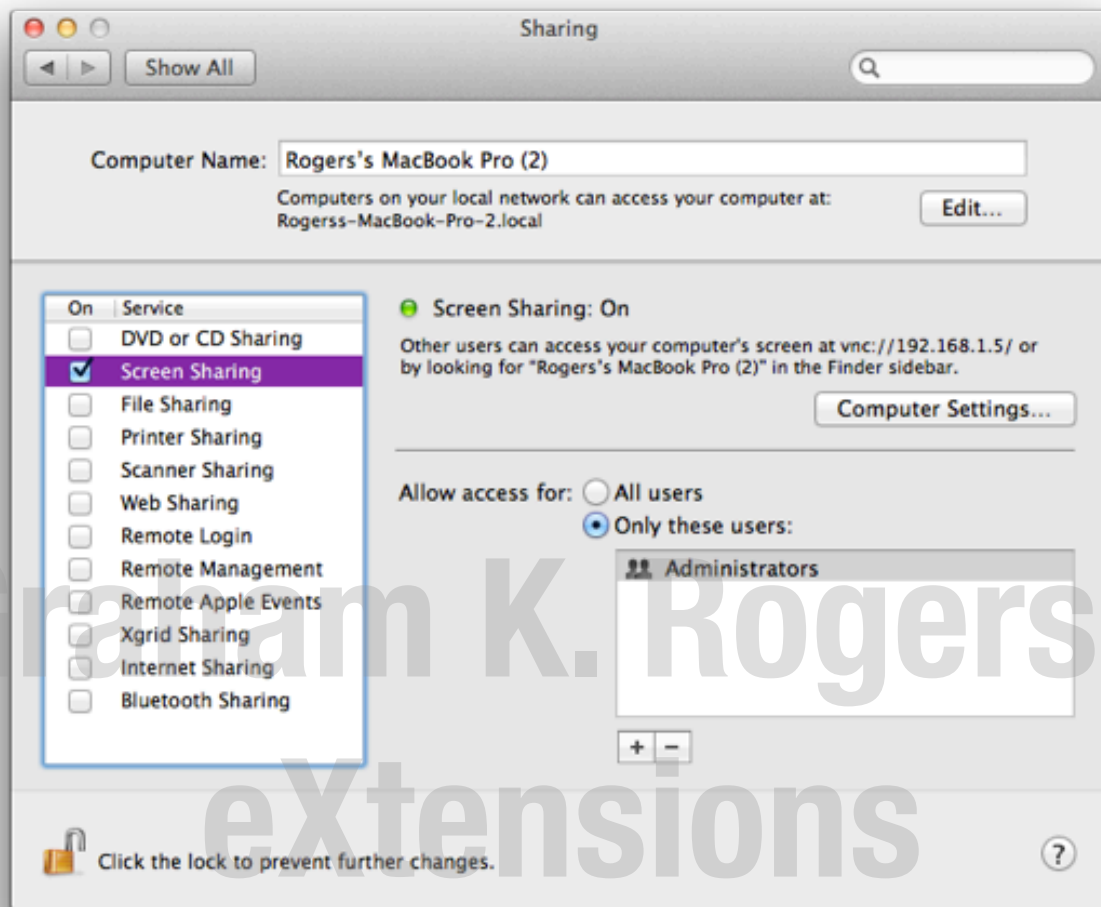 Sharing
Show All
Computer Name: Rogers's MacBook Pro (2)
Computers on your local network can access your computer at:
Rogerss-MacBook-Pro-2.local
Edit...
On Service
DVD or CD Sharing
Screen Sharing
File Sharing
Printer Sharing
Scanner Sharing
Web Sharing
Remote Login
Remote Management
Remote Apple Events
Xgrid Sharing
Internet Sharing
Bluetooth Sharing
Screen Sharing: On
Other users can access your computer's screen at vnc://192.168.1.5/ or
by looking for "Rogers's MacBook Pro (2)" in the Finder sidebar.
Computer Settings...
Allow access for: All users
Only these users:
Administrators
+ −
Click the lock to prevent further changes.
?
raham K. Rogers
eXtensions